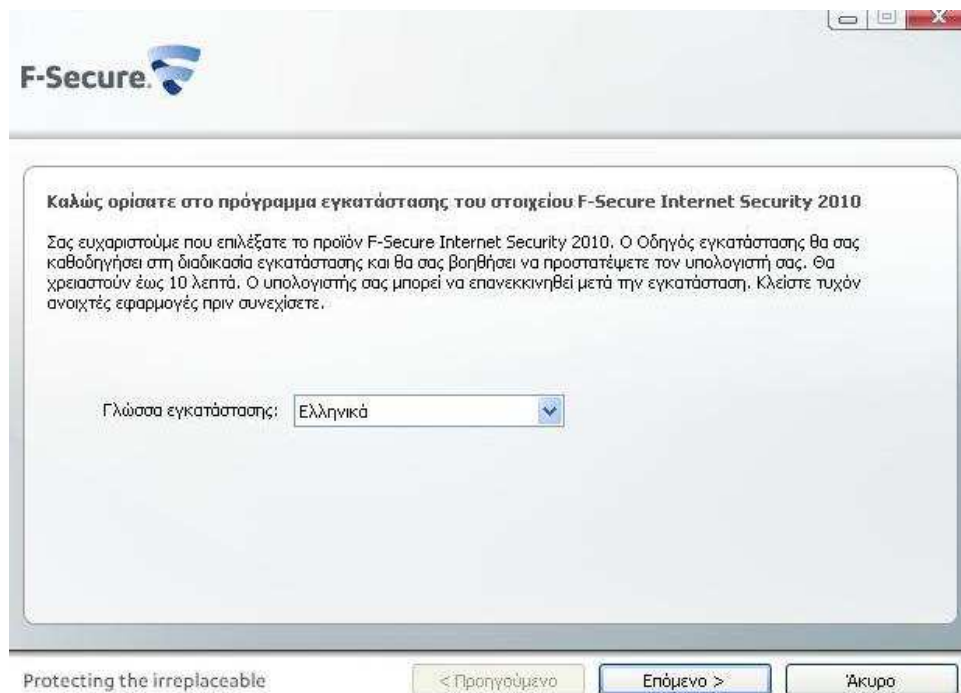 F-Secure.
Καλώς ορίσατε στο πρόγραμμα εγκατάστασης του στοιχείου F-Secure Internet Security 2010
Σας ευχαριστούμε που επιλέξατε το προϊόν F-Secure Internet Security 2010. Ο Οδηγός εγκατάστασης θα σας
καθοδηγήσει στη διαδικασία εγκατάστασης και θα σας βοηθήσει να προστατέψετε τον υπολογιστή σας. Θα
χρειαστούν έως 10 λεπτά. Ο υπολογιστής σας μπορεί να επανεκκινηθεί μετά την εγκατάσταση. Κλείστε τυχόν
ανοιχτές εφαρμογές πριν συνεχίσετε.
Γλώσσα εγκατάστασης: Ελληνικά
Protecting the irreplaceable < Προηγούμενο Επόμενο > Άκυρο